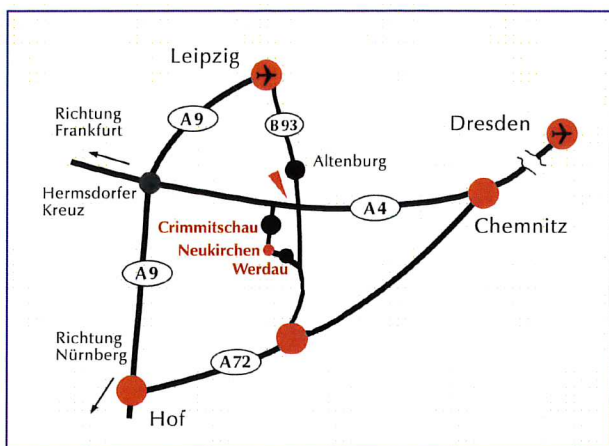 Leipzig
Richtung
Frankfurt
A9
B93
Dresden
Altenburg
Hermsdorfer
Kreuz
A4
Crimmitschau
Chemnitz
Neukirchen
Werdau
A9
Richtung
Nürnberg
A72
Hof